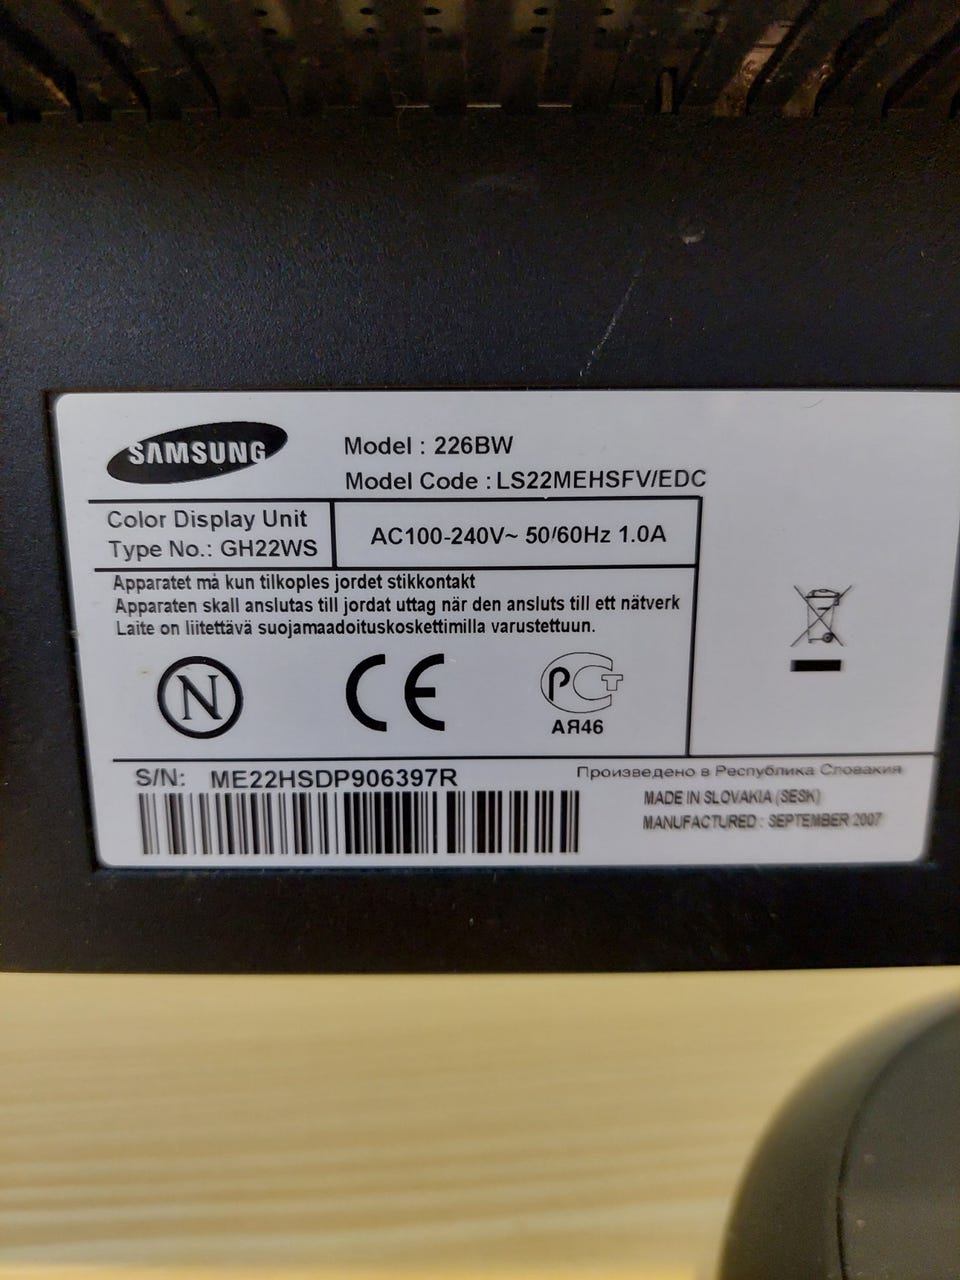 SAMSUNG
Model : 226BW
Model Code : LS22MEHSFV/EDC
Color Display Unit
Type No.: GH22WS
AC100-240V~ 50/60Hz 1.0A
Apparatet må kun tilkoples jordet stikkontakt
Apparaten skall anslutas till jordat uttag när den ansluts till ett nätverk
Laite on liitettävä suojamaadoituskoskettimilla varustettuun.
N
CE
РСТ
АЯ46
S/N: ME22HSDP906397R
Произведено в Республика Словакия
MADE IN SLOVAKIA (SESK)
MANUFACTURED : SEPTEMBER 2007